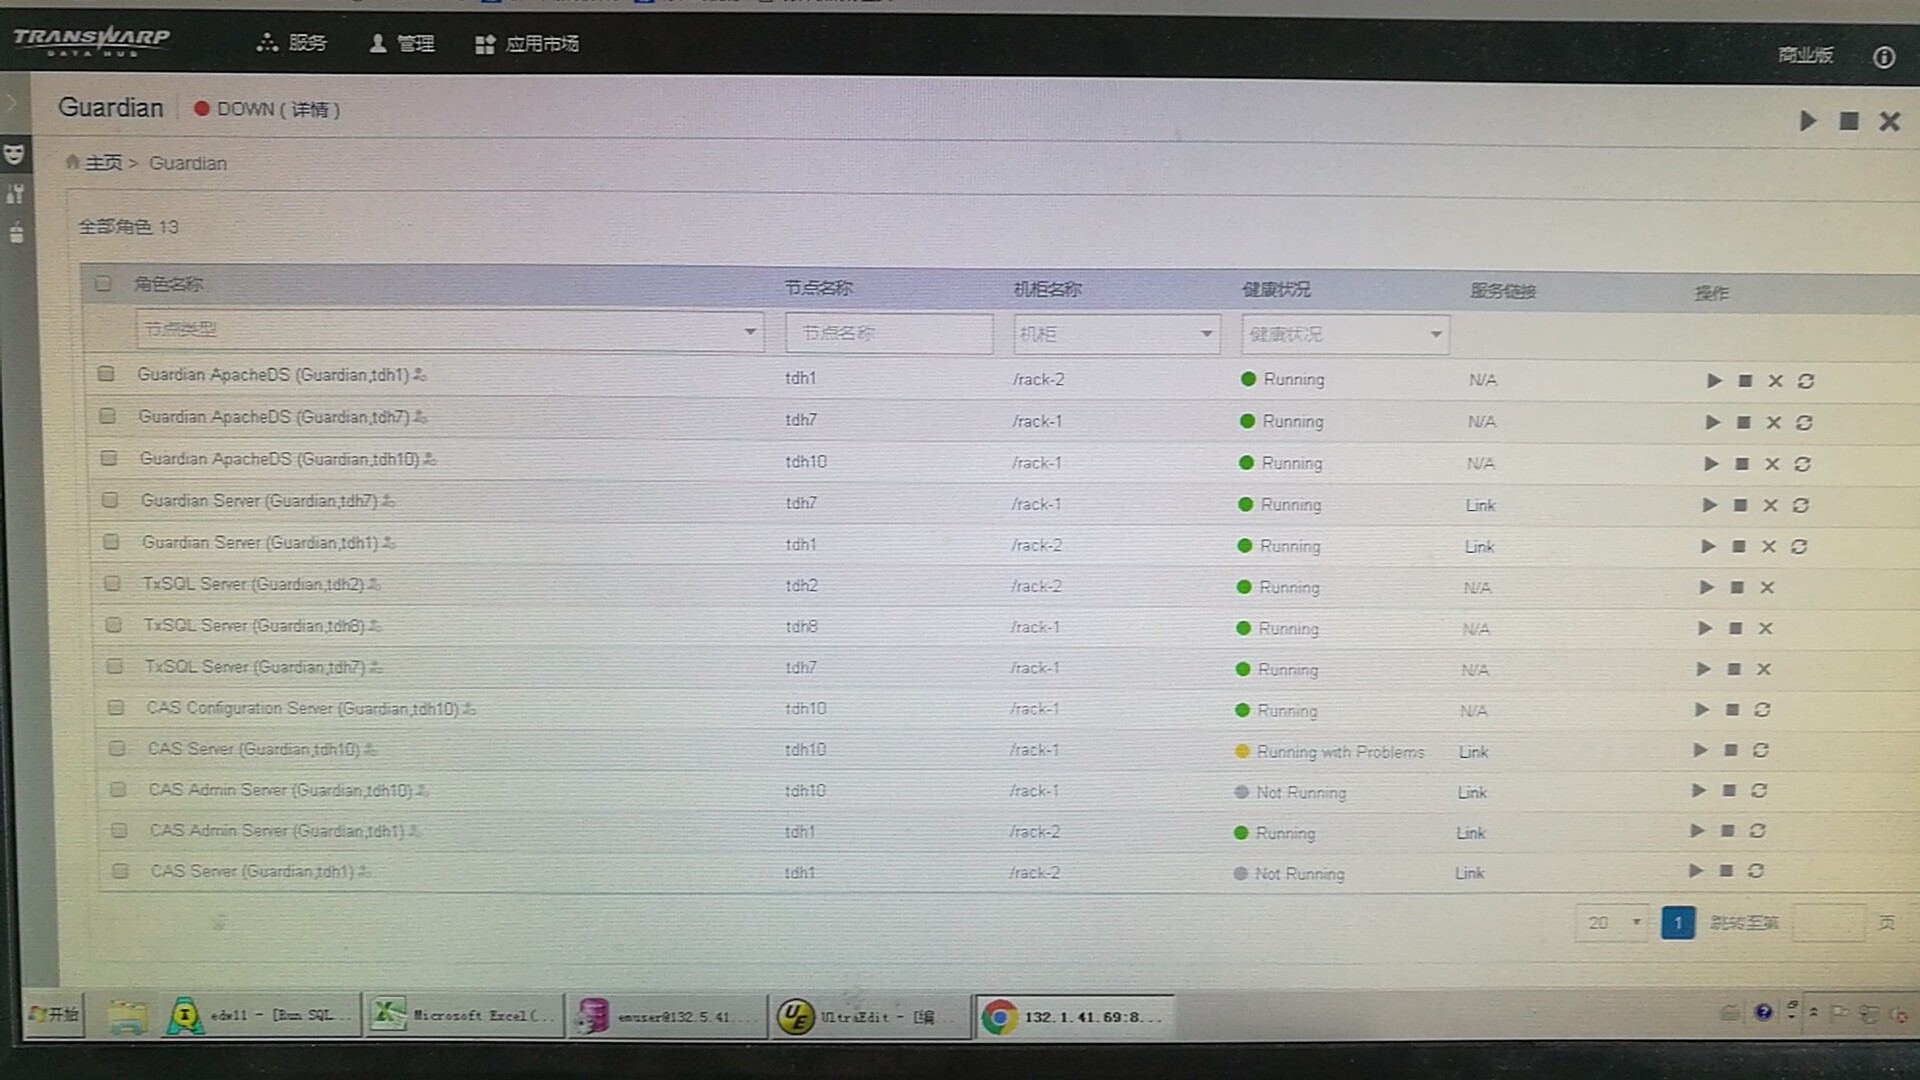 TRANSWARP
DATA HUB
服务 管理 应用市场 商业版
Guardian DOWN ( 详情 )
主页 > Guardian
全部角色 13
角色名称 节点名称 机柜名称 健康状况 服务链接 操作
节点类型 节点名称 机柜 健康状况
Guardian ApacheDS (Guardian,tdh1) tdh1 /rack-2 Running N/A
Guardian ApacheDS (Guardian,tdh7) tdh7 /rack-1 Running N/A
Guardian ApacheDS (Guardian,tdh10) tdh10 /rack-1 Running N/A
Guardian Server (Guardian,tdh7) tdh7 /rack-1 Running Link
Guardian Server (Guardian,tdh1) tdh1 /rack-2 Running Link
TxSQL Server (Guardian,tdh2) tdh2 /rack-2 Running N/A
TxSQL Server (Guardian,tdh8) tdh8 /rack-1 Running N/A
TxSQL Server (Guardian,tdh7) tdh7 /rack-1 Running N/A
CAS Configuration Server (Guardian,tdh10) tdh10 /rack-1 Running N/A
CAS Server (Guardian,tdh10) tdh10 /rack-1 Running with Problems Link
CAS Admin Server (Guardian,tdh10) tdh10 /rack-1 Not Running Link
CAS Admin Server (Guardian,tdh1) tdh1 /rack-2 Running Link
CAS Server (Guardian,tdh1) tdh1 /rack-2 Not Running Link
20 1 跳转至第 页
开始 edw11 - [Run SQL... Microsoft Excel(... emuser@132.5.41.... UltraEdit - [编... 132.1.41.69:8...